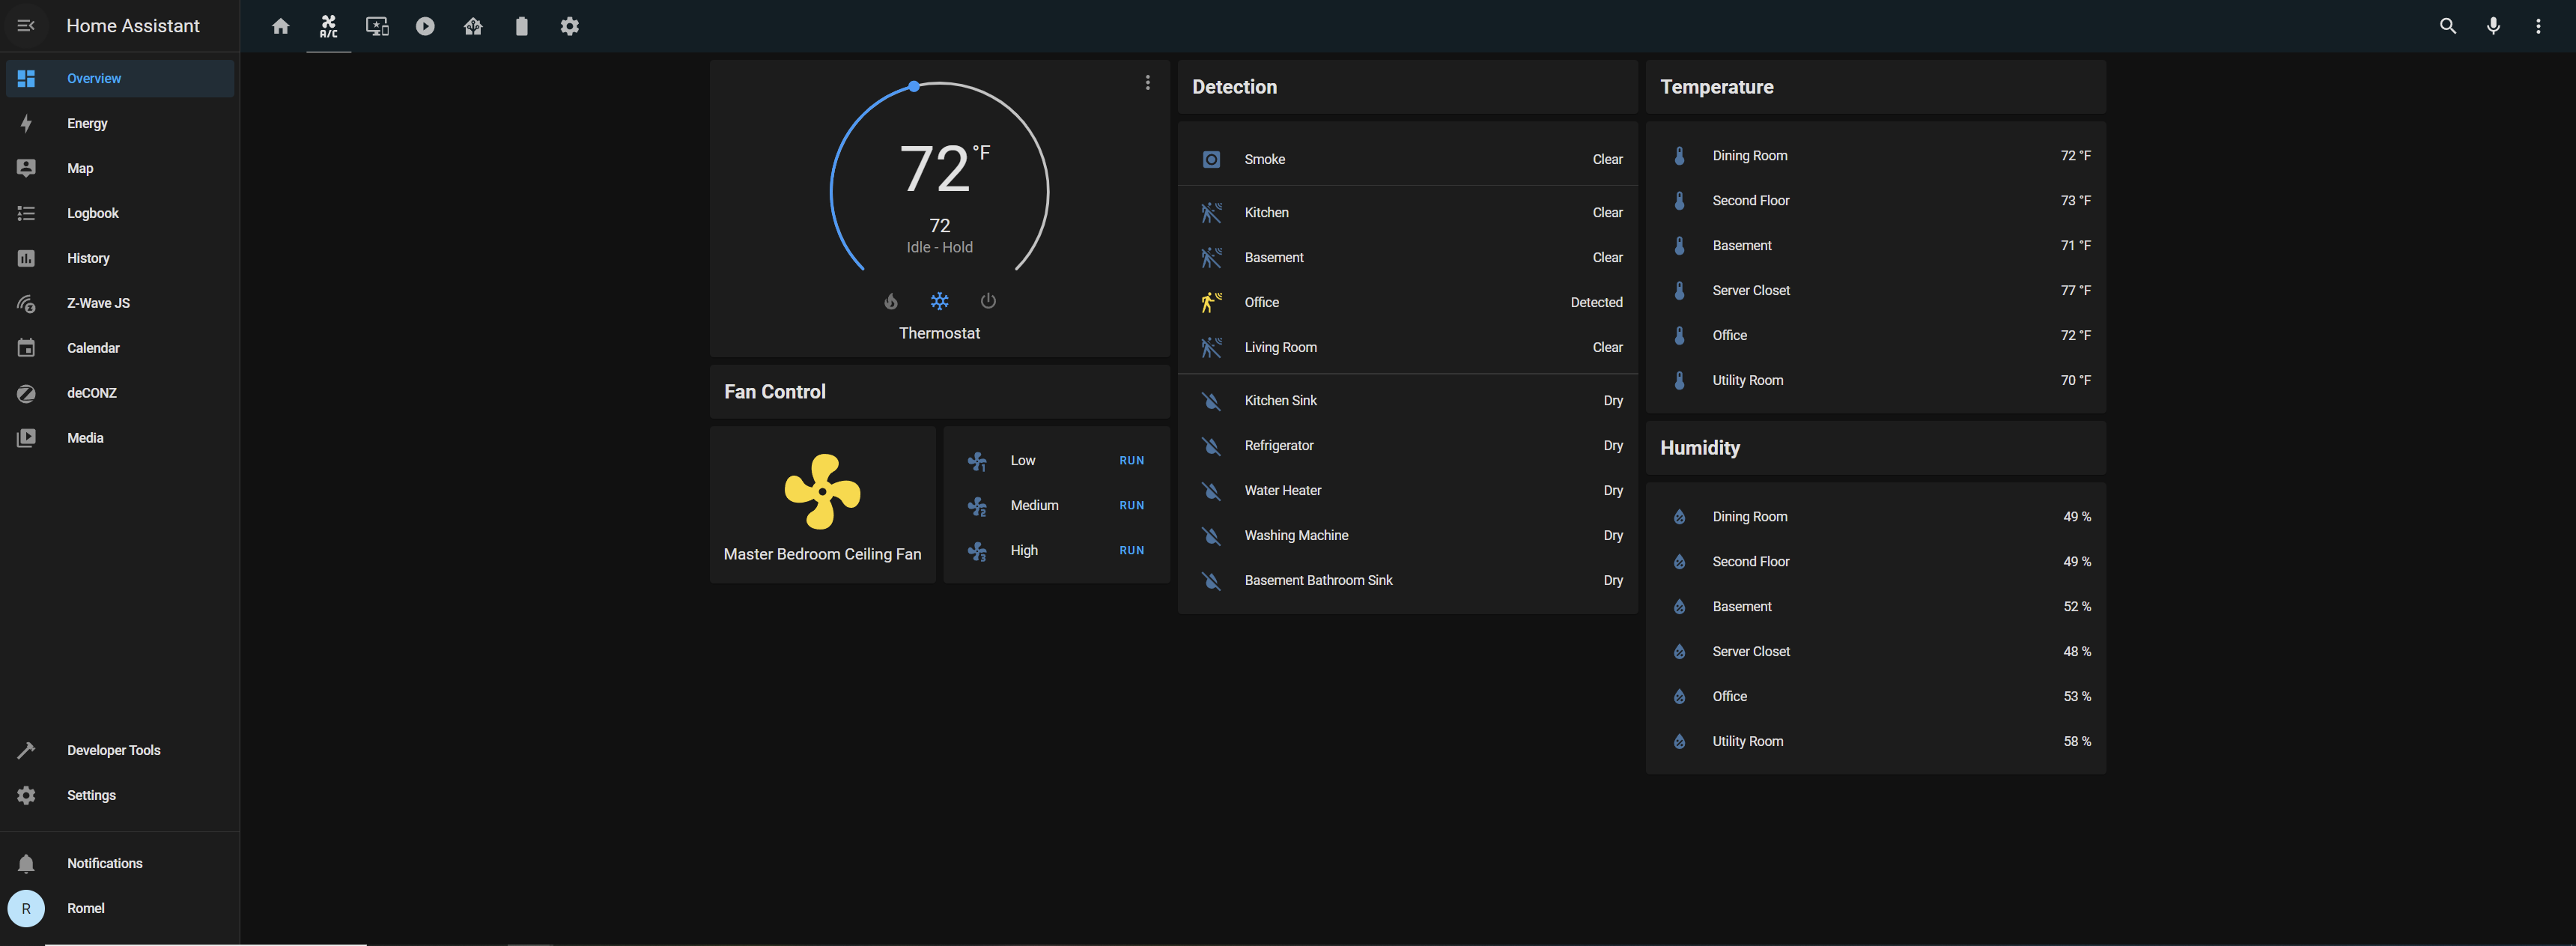 Home Assistant
A/C
Overview
Energy
Map
Logbook
History
Z-Wave JS
Calendar
deCONZ
Media
Developer Tools
Settings
Notifications
R Romel
72 °F
72
Idle - Hold
Thermostat
Fan Control
Master Bedroom Ceiling Fan
1 Low RUN
2 Medium RUN
3 High RUN
Detection
Smoke Clear
Kitchen Clear
Basement Clear
Office Detected
Living Room Clear
Kitchen Sink Dry
Refrigerator Dry
Water Heater Dry
Washing Machine Dry
Basement Bathroom Sink Dry
Temperature
Dining Room 72 °F
Second Floor 73 °F
Basement 71 °F
Server Closet 77 °F
Office 72 °F
Utility Room 70 °F
Humidity
Dining Room 49 %
Second Floor 49 %
Basement 52 %
Server Closet 48 %
Office 53 %
Utility Room 58 %